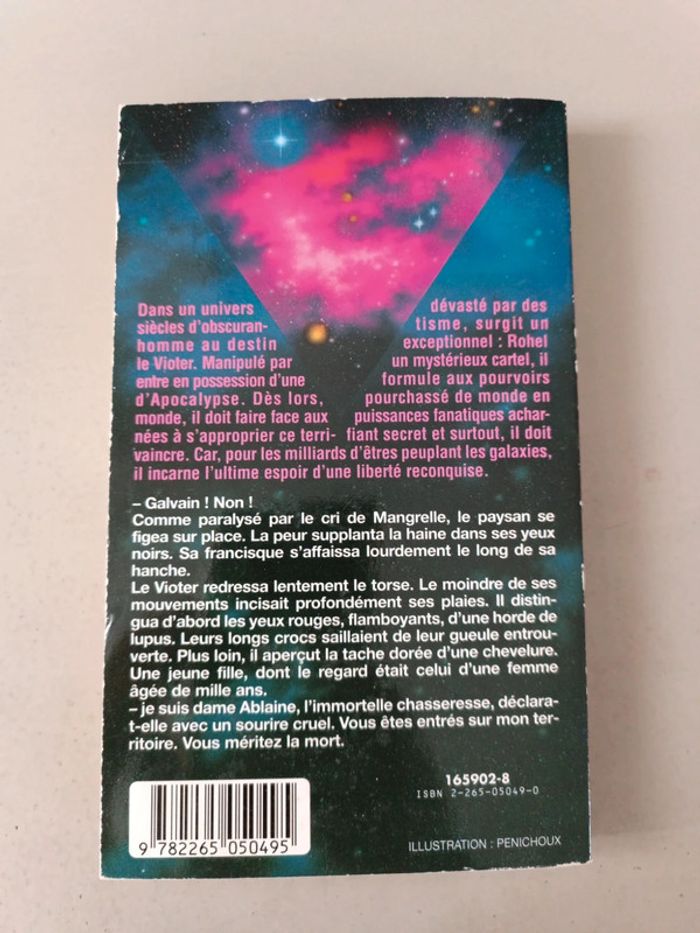 Dans un univers dévasté par des
siècles d'obscuran- tisme, surgit un
homme au destin exceptionnel : Rohel
le Vioter. Manipulé par un mystérieux cartel, il
entre en possession d'une formule aux pourvoirs
d'Apocalypse. Dès lors, pourchassé de monde en
monde, il doit faire face aux puissances fanatiques achar-
nées à s'approprier ce terri- fiant secret et surtout, il doit
vaincre. Car, pour les milliards d'êtres peuplant les galaxies,
il incarne l'ultime espoir d'une liberté reconquise.
– Galvain ! Non !
Comme paralysé par le cri de Mangrelle, le paysan se
figea sur place. La peur supplanta la haine dans ses yeux
noirs. Sa francisque s'affaissa lourdement le long de sa
hanche.
Le Vioter redressa lentement le torse. Le moindre de ses
mouvements incisait profondément ses plaies. Il distin-
gua d'abord les yeux rouges, flamboyants, d'une horde de
lupus. Leurs longs crocs saillaient de leur gueule entrou-
verte. Plus loin, il aperçut la tache dorée d'une chevelure.
Une jeune fille, dont le regard était celui d'une femme
âgée de mille ans.
– je suis dame Ablaine, l'immortelle chasseresse, déclara-
t-elle avec un sourire cruel. Vous êtes entrés sur mon ter-
ritoire. Vous méritez la mort.
165902-8
ISBN 2-265-05049-0
9 782265 050495
ILLUSTRATION : PENICHOUX